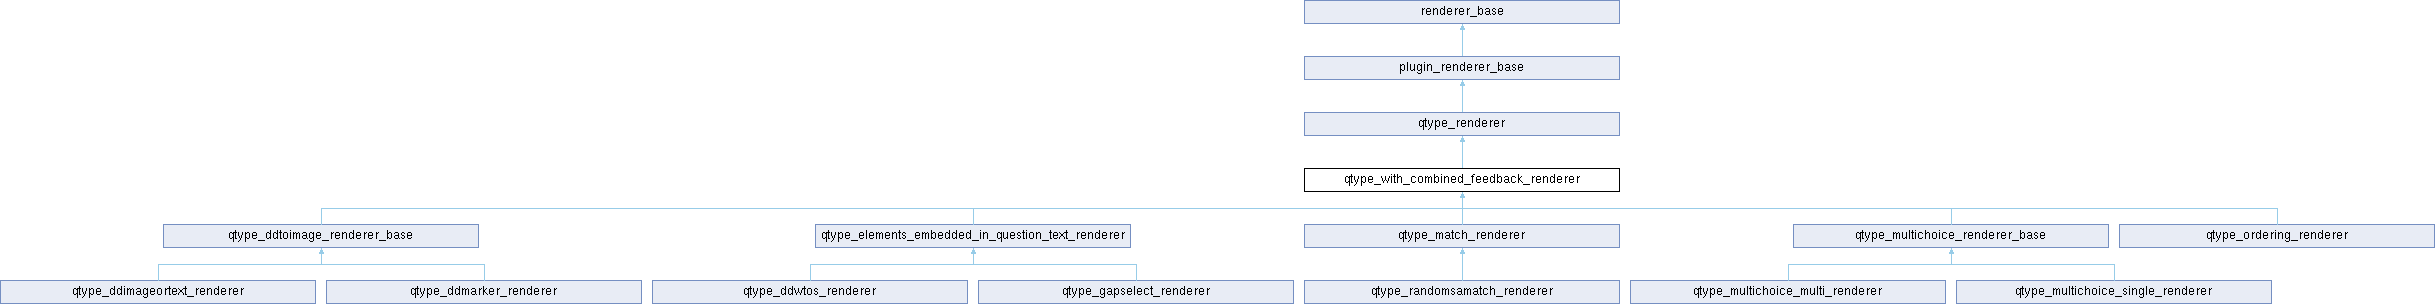 renderer_base
plugin_renderer_base
qtype_renderer
qtype_with_combined_feedback_renderer
qtype_ddtoimage_renderer_base
qtype_elements_embedded_in_question_text_renderer
qtype_match_renderer
qtype_multichoice_renderer_base
qtype_ordering_renderer
qtype_ddimageortext_renderer
qtype_ddmarker_renderer
qtype_ddwtos_renderer
qtype_gapselect_renderer
qtype_randomsamatch_renderer
qtype_multichoice_multi_renderer
qtype_multichoice_single_renderer